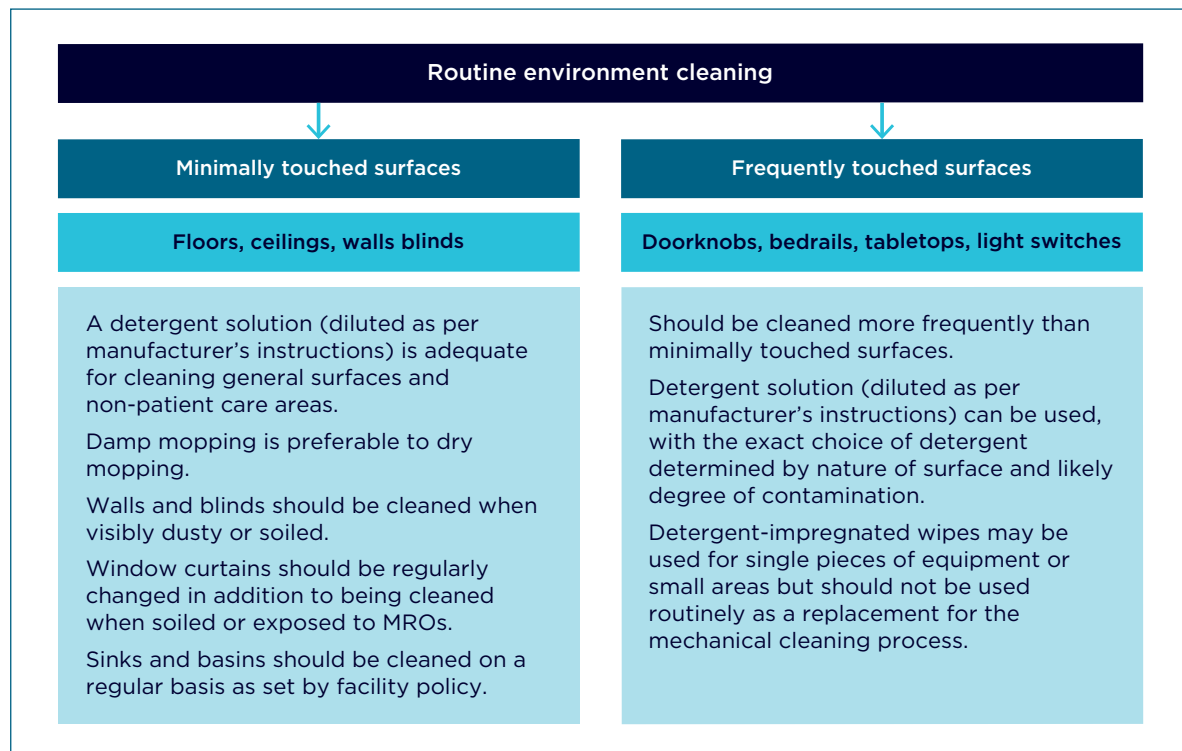 Routine environment cleaning
Minimally touched surfaces
Floors, ceilings, walls blinds
A detergent solution (diluted as per
manufacturer’s instructions) is adequate
for cleaning general surfaces and
non-patient care areas.
Damp mopping is preferable to dry
mopping.
Walls and blinds should be cleaned when
visibly dusty or soiled.
Window curtains should be regularly
changed in addition to being cleaned
when soiled or exposed to MROs.
Sinks and basins should be cleaned on a
regular basis as set by facility policy.
Frequently touched surfaces
Doorknobs, bedrails, tabletops, light switches
Should be cleaned more frequently than
minimally touched surfaces.
Detergent solution (diluted as per
manufacturer’s instructions) can be used,
with the exact choice of detergent
determined by nature of surface and likely
degree of contamination.
Detergent-impregnated wipes may be
used for single pieces of equipment or
small areas but should not be used
routinely as a replacement for the
mechanical cleaning process.